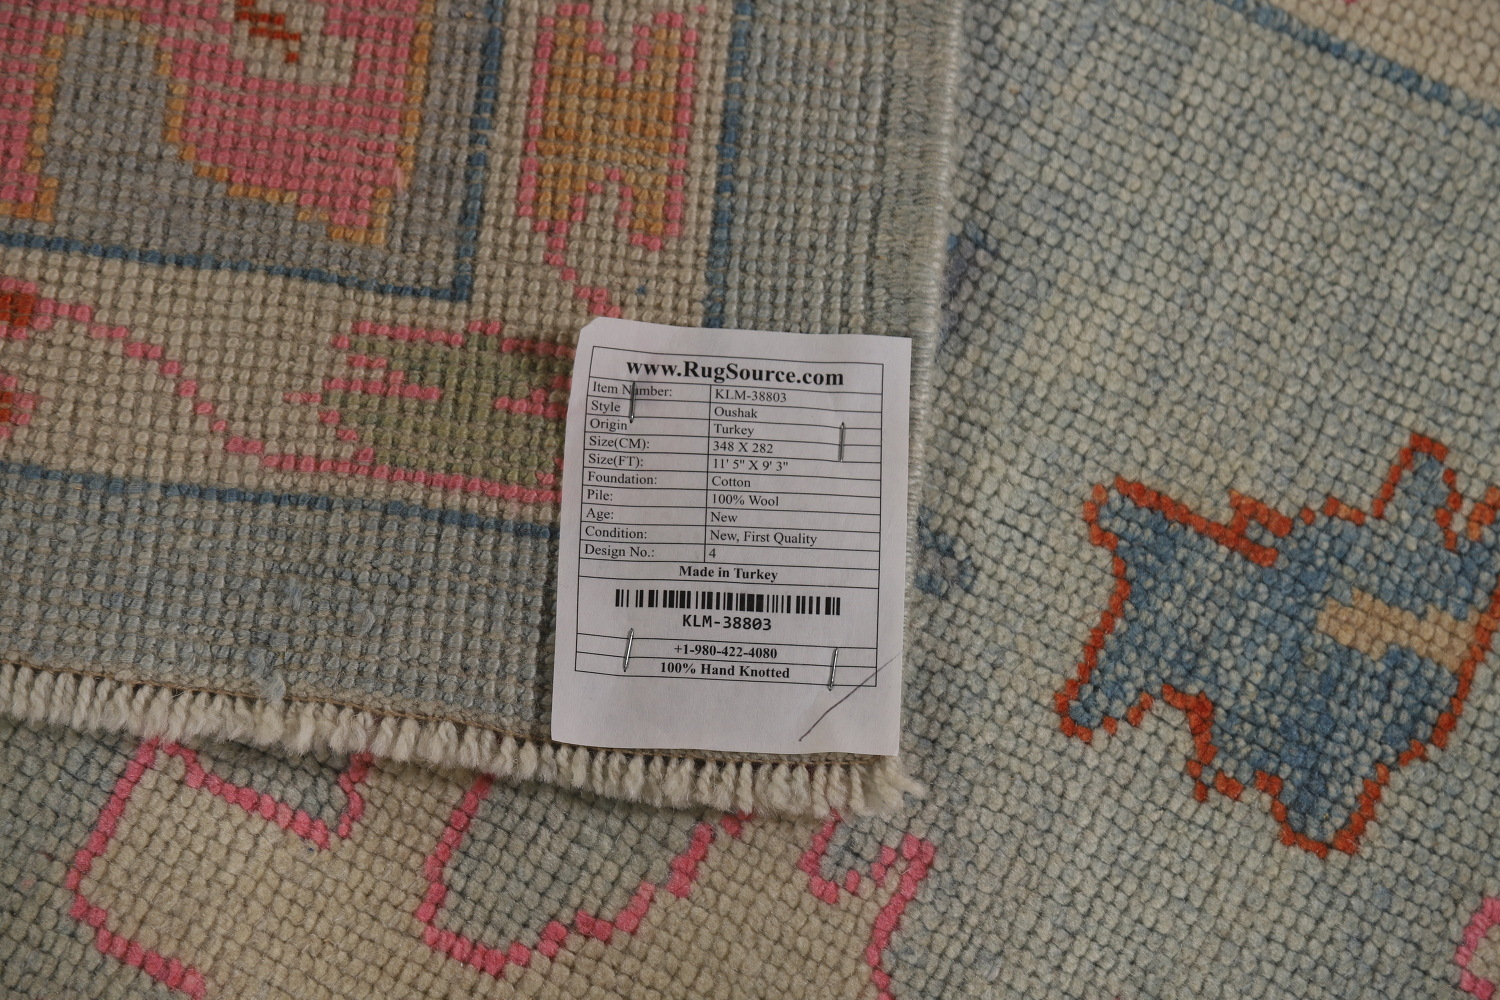 www.RugSource.com
Item Number: KLM-38803
Style Oushak
Origin Turkey
Size(CM): 348 X 282
Size(FT): 11' 5" X 9' 3"
Foundation: Cotton
Pile: 100% Wool
Age: New
Condition: New, First Quality
Design No.: 4
Made in Turkey
KLM-38803
+1-980-422-4080
100% Hand Knotted